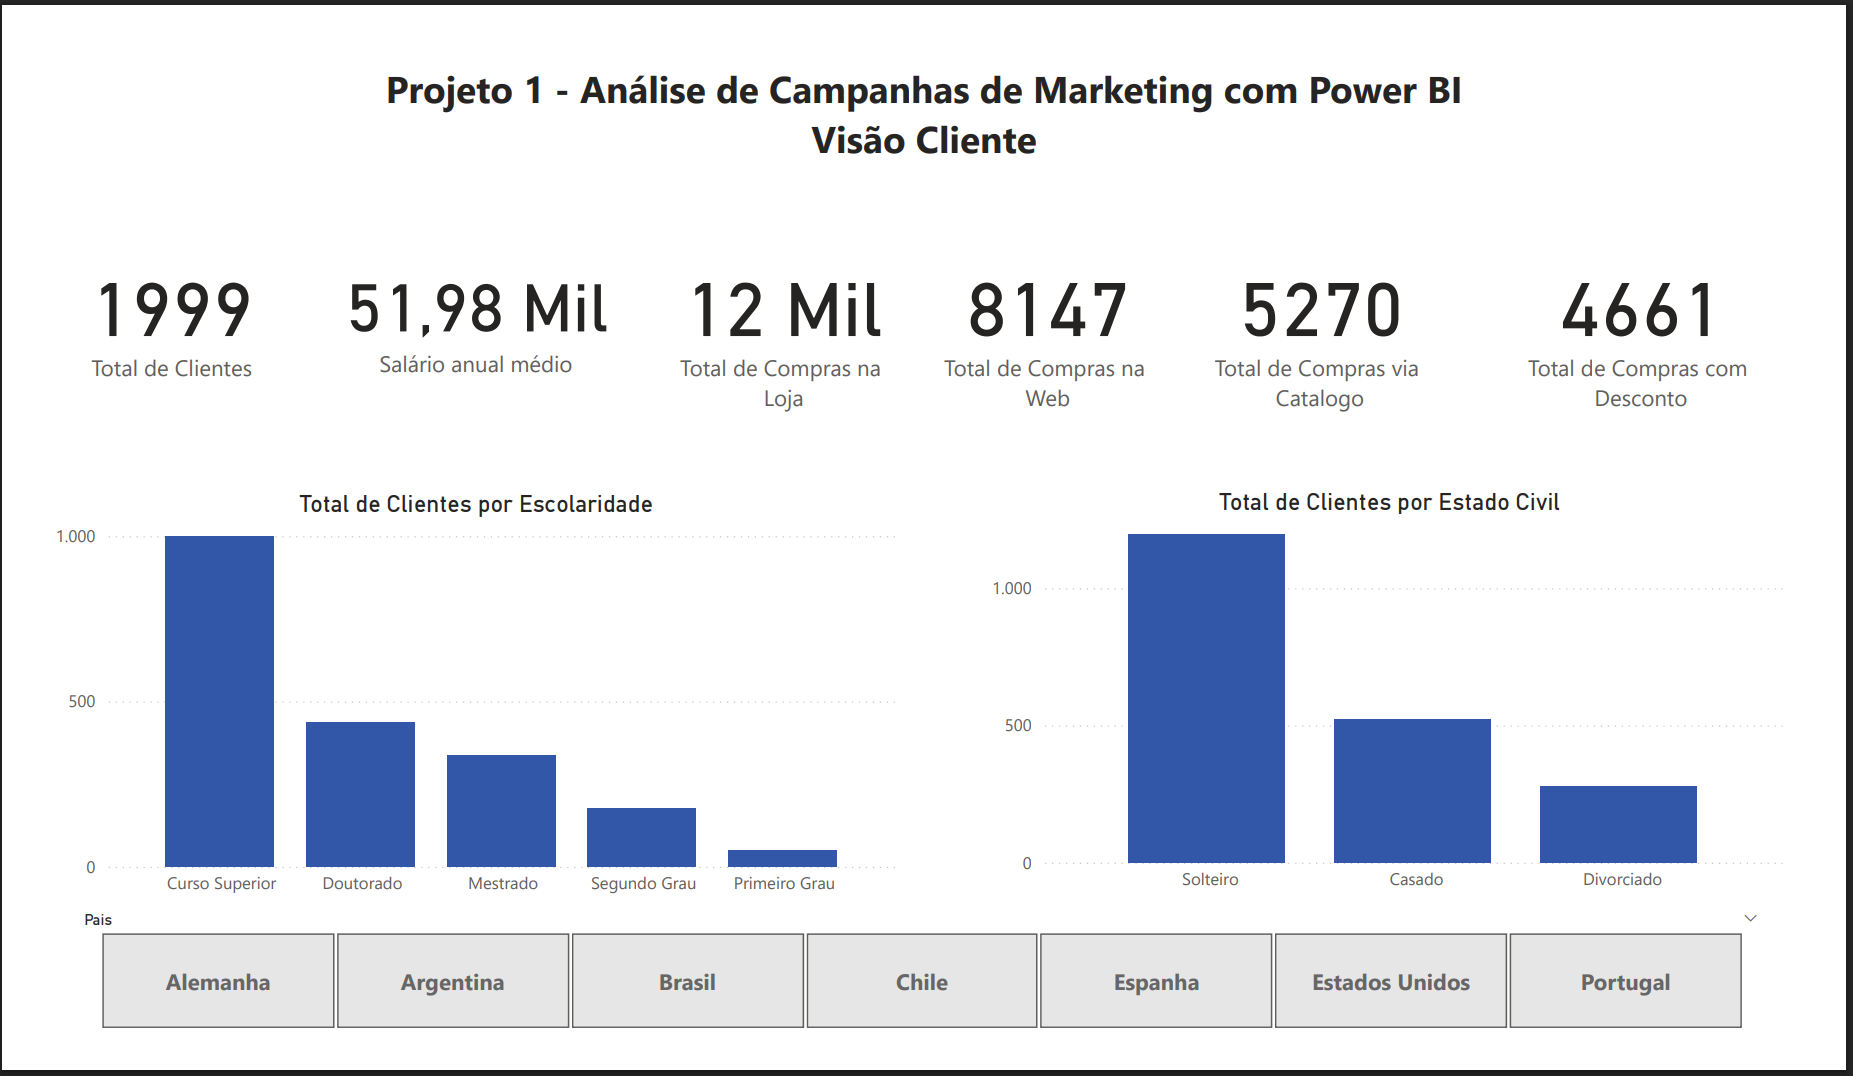 Projeto 1 - Análise de Campanhas de Marketing com Power BI
Visão Cliente
1999
Total de Clientes
51,98 Mil
Salário anual médio
12 Mil
Total de Compras na
Loja
8147
Total de Compras na
Web
5270
Total de Compras via
Catalogo
4661
Total de Compras com
Desconto
Total de Clientes por Escolaridade
1.000
500
0
Curso Superior
Doutorado
Mestrado
Segundo Grau
Primeiro Grau
Total de Clientes por Estado Civil
1.000
500
0
Solteiro
Casado
Divorciado
Pais
Alemanha
Argentina
Brasil
Chile
Espanha
Estados Unidos
Portugal